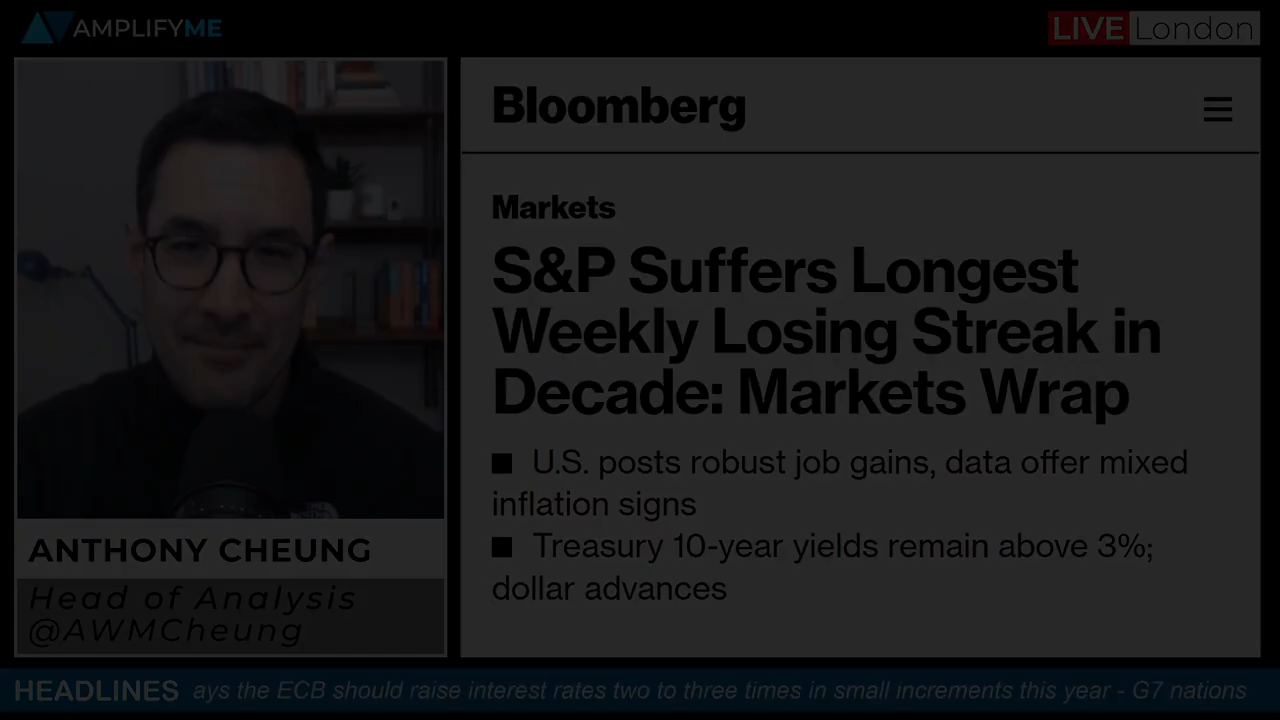 AMPLIFYME
LIVE London
Bloomberg
Markets
S&P Suffers Longest
Weekly Losing Streak in
Decade: Markets Wrap
■ U.S. posts robust job gains, data offer mixed
inflation signs
■ Treasury 10-year yields remain above 3%;
dollar advances
ANTHONY CHEUNG
Head of Analysis
@AWMCheung
HEADLINES ays the ECB should raise interest rates two to three times in small increments this year - G7 nations